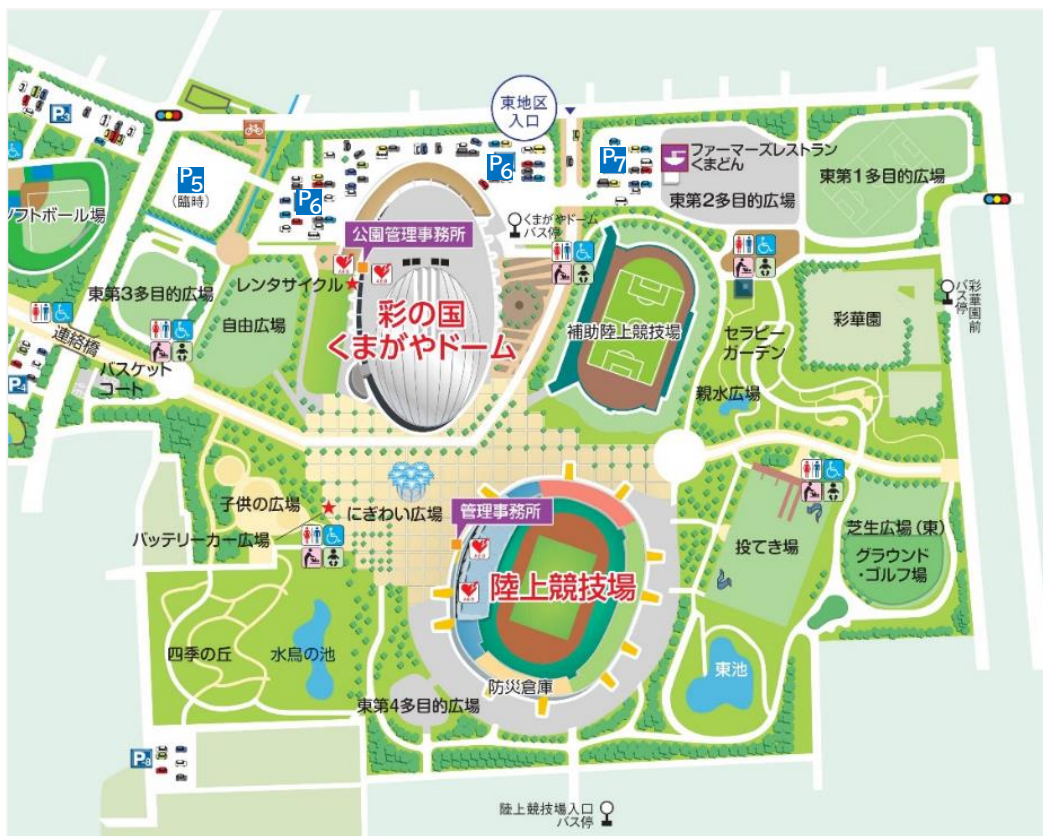 東地区
入口
P3
P5
(臨時)
P6
P6
P7
ファーマーズレストラン
くまどん
東第1多目的広場
東第2多目的広場
ソフトボール場
くまがやドーム
バス停
公園管理事務所
レンタサイクル
東第3多目的広場
自由広場
彩の国
くまがやドーム
補助陸上競技場
セラピー
ガーデン
彩華園
彩華園前
バス停
連絡橋
バスケット
コート
P4
親水広場
子供の広場
にぎわい広場
バッテリーカー広場
管理事務所
陸上競技場
投てき場
芝生広場(東)
グラウンド
・ゴルフ場
四季の丘
水鳥の池
東池
防災倉庫
東第4多目的広場
P8
陸上競技場入口
バス停